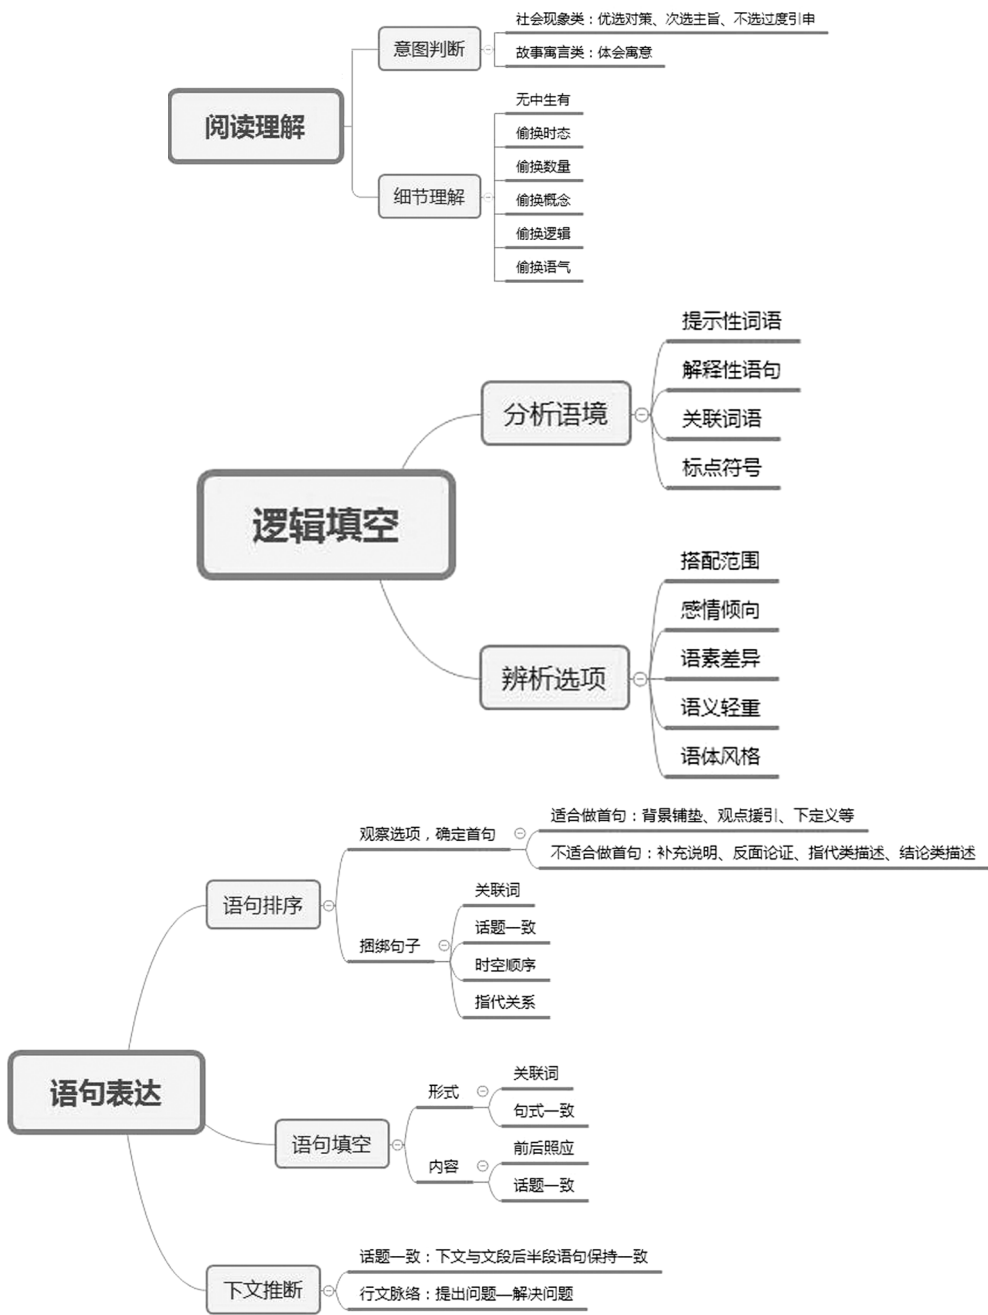 阅读理解
意图判断
社会现象类：优选对策、次选主旨、不选过度引申
故事寓言类：体会寓意
细节理解
无中生有
偷换时态
偷换数量
偷换概念
偷换逻辑
偷换语气
逻辑填空
分析语境
提示性词语
解释性语句
关联词语
标点符号
辨析选项
搭配范围
感情倾向
语素差异
语义轻重
语体风格
语句表达
语句排序
观察选项，确定首句
适合做首句：背景铺垫、观点援引、下定义等
不适合做首句：补充说明、反面论证、指代类描述、结论类描述
捆绑句子
关联词
话题一致
时空顺序
指代关系
语句填空
形式
关联词
句式一致
内容
前后照应
话题一致
下文推断
话题一致：下文与文段后半段语句保持一致
行文脉络：提出问题—解决问题